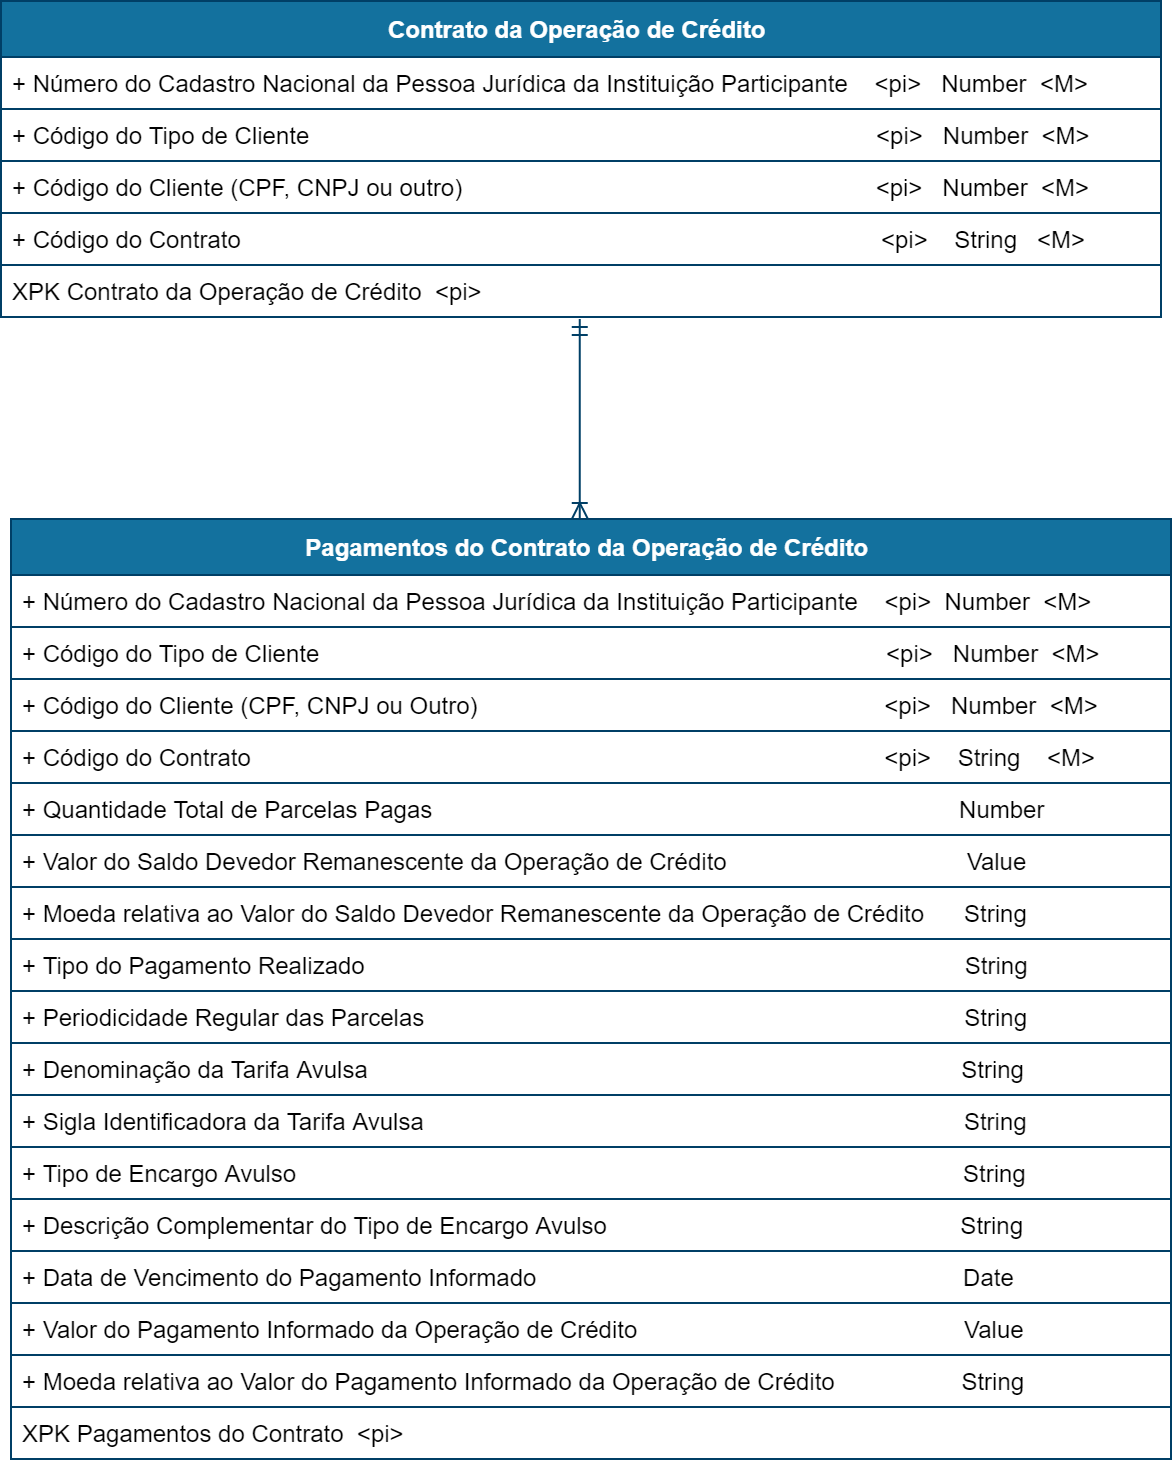 Contrato da Operação de Crédito
+ Número do Cadastro Nacional da Pessoa Jurídica da Instituição Participante <pi> Number <M>
+ Código do Tipo de Cliente <pi> Number <M>
+ Código do Cliente (CPF, CNPJ ou outro) <pi> Number <M>
+ Código do Contrato <pi> String <M>
XPK Contrato da Operação de Crédito <pi>
Pagamentos do Contrato da Operação de Crédito
+ Número do Cadastro Nacional da Pessoa Jurídica da Instituição Participante <pi> Number <M>
+ Código do Tipo de Cliente <pi> Number <M>
+ Código do Cliente (CPF, CNPJ ou Outro) <pi> Number <M>
+ Código do Contrato <pi> String <M>
+ Quantidade Total de Parcelas Pagas Number
+ Valor do Saldo Devedor Remanescente da Operação de Crédito Value
+ Moeda relativa ao Valor do Saldo Devedor Remanescente da Operação de Crédito String
+ Tipo do Pagamento Realizado String
+ Periodicidade Regular das Parcelas String
+ Denominação da Tarifa Avulsa String
+ Sigla Identificadora da Tarifa Avulsa String
+ Tipo de Encargo Avulso String
+ Descrição Complementar do Tipo de Encargo Avulso String
+ Data de Vencimento do Pagamento Informado Date
+ Valor do Pagamento Informado da Operação de Crédito Value
+ Moeda relativa ao Valor do Pagamento Informado da Operação de Crédito String
XPK Pagamentos do Contrato <pi>